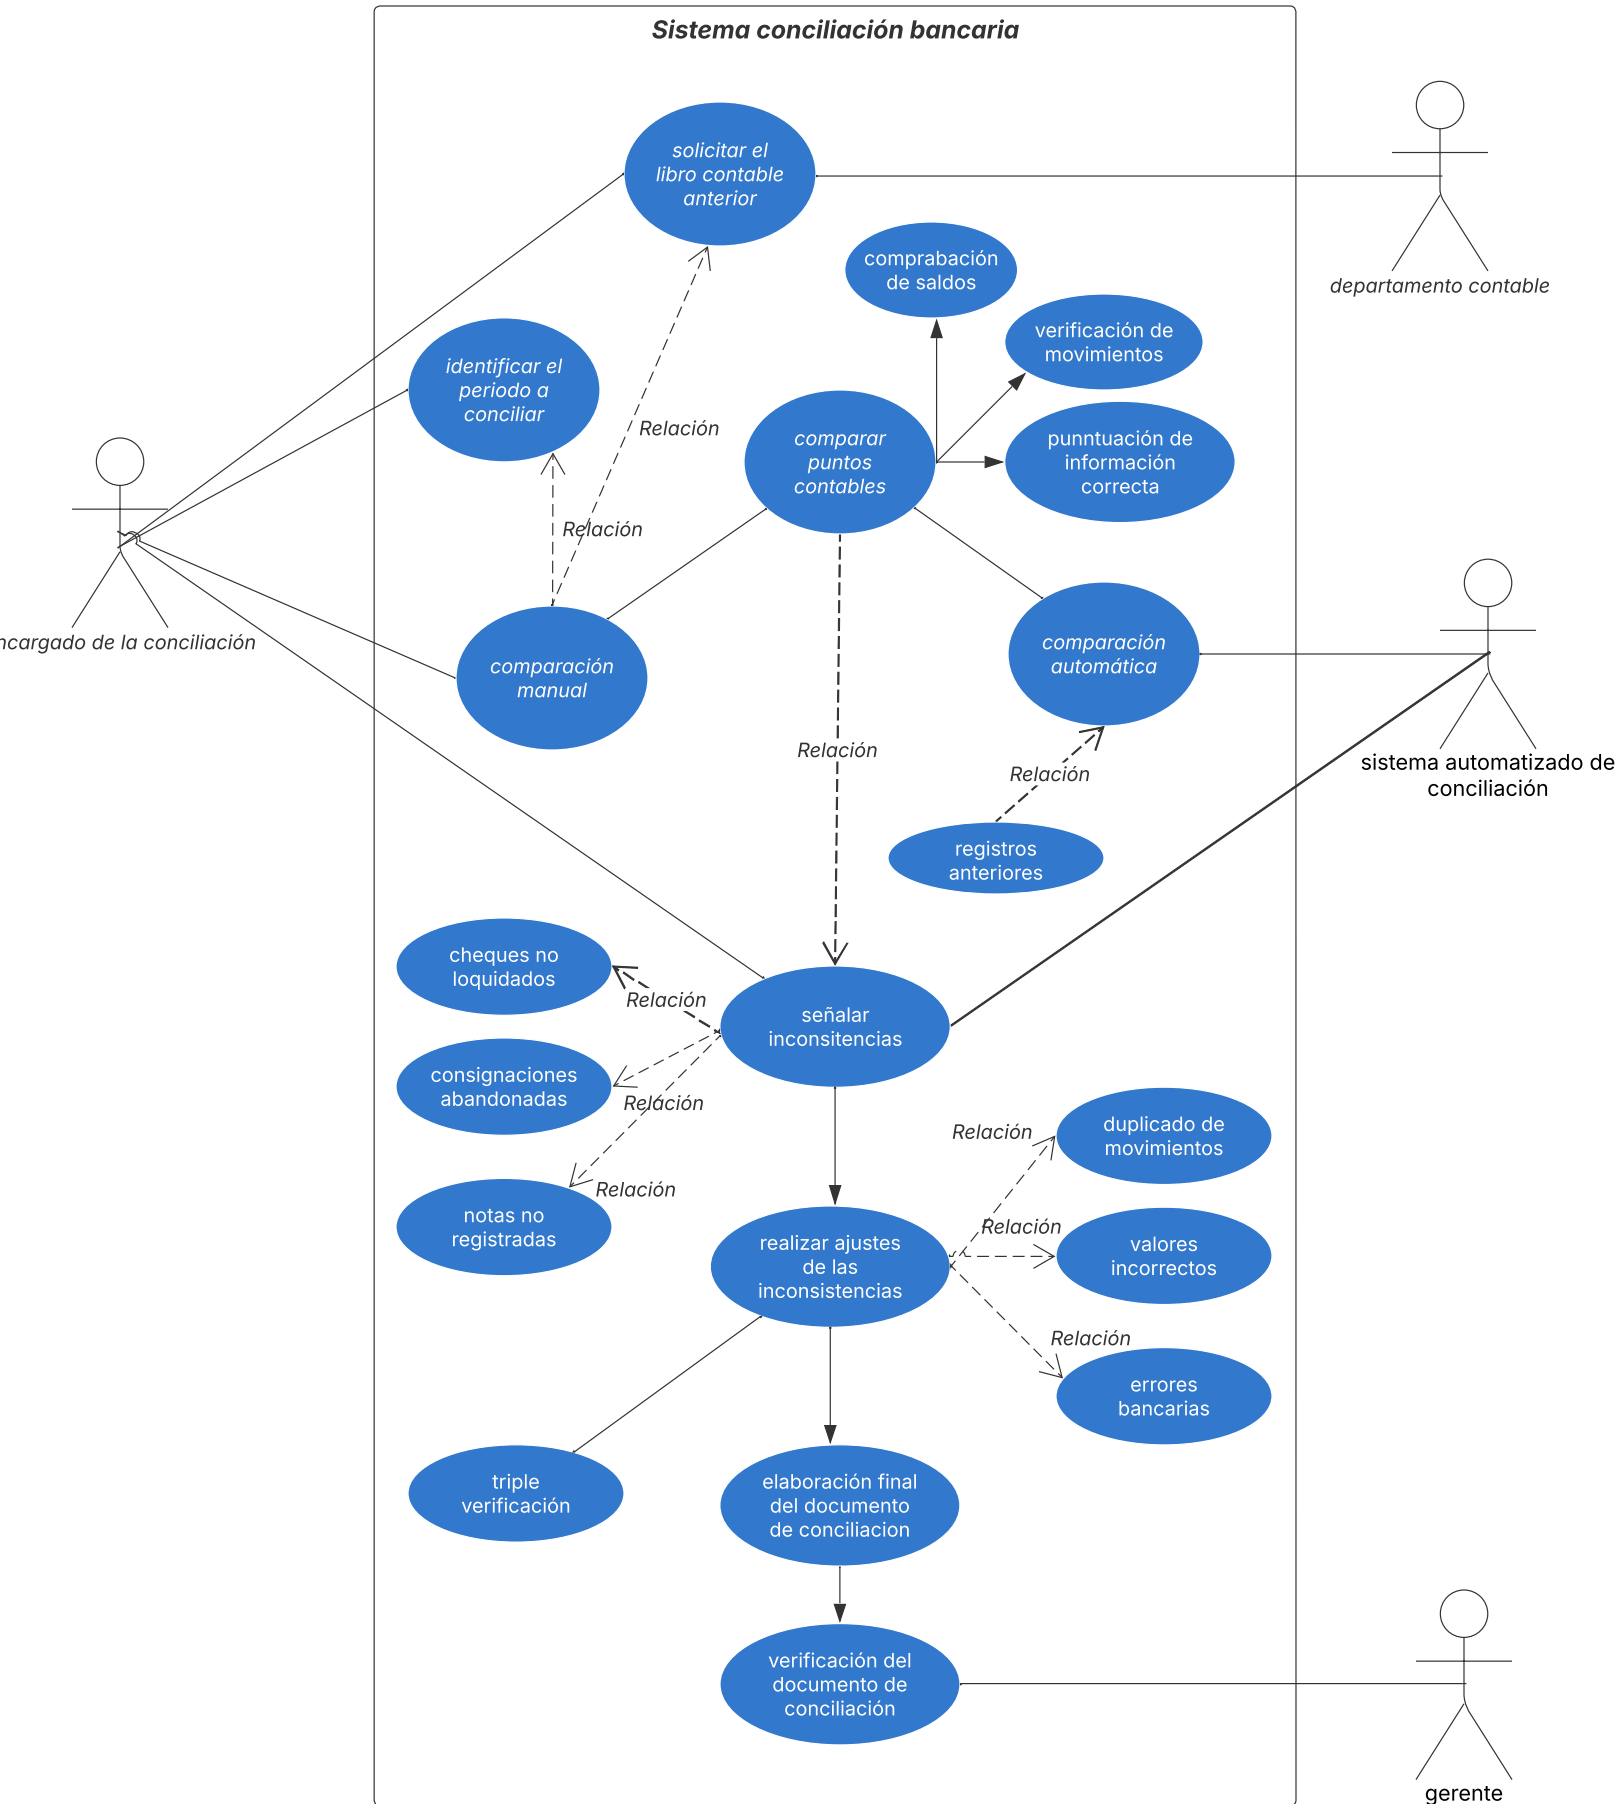 Sistema conciliación bancaria
solicitar el
libro contable
anterior
departamento contable
comprabación
de saldos
verificación de
movimientos
identificar el
periodo a
conciliar
Relación
comparar
puntos
contables
punntuación de
información
correcta
Relación
ncargado de la conciliación
comparación
manual
comparación
automática
sistema automatizado de
conciliación
Relación
Relación
registros
anteriores
cheques no
loquidados
Relación
señalar
inconsitencias
consignaciones
abandonadas
Relación
Relación
duplicado de
movimientos
Relación
notas no
registradas
realizar ajustes
de las
inconsistencias
Relación
valores
incorrectos
Relación
errores
bancarias
triple
verificación
elaboración final
del documento
de conciliacion
verificación del
documento de
conciliación
gerente